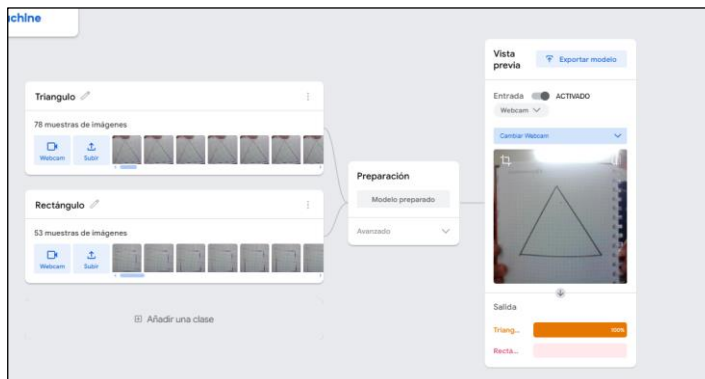 achine
Triangulo
78 muestras de imágenes
Webcam
Subir
Rectángulo
53 muestras de imágenes
Webcam
Subir
Añadir una clase
Preparación
Modelo preparado
Avanzado
Vista previa
Exportar modelo
Entrada
ACTIVADO
Webcam
Cambiar Webcam
Salida
Triang...
100%
Rectá...